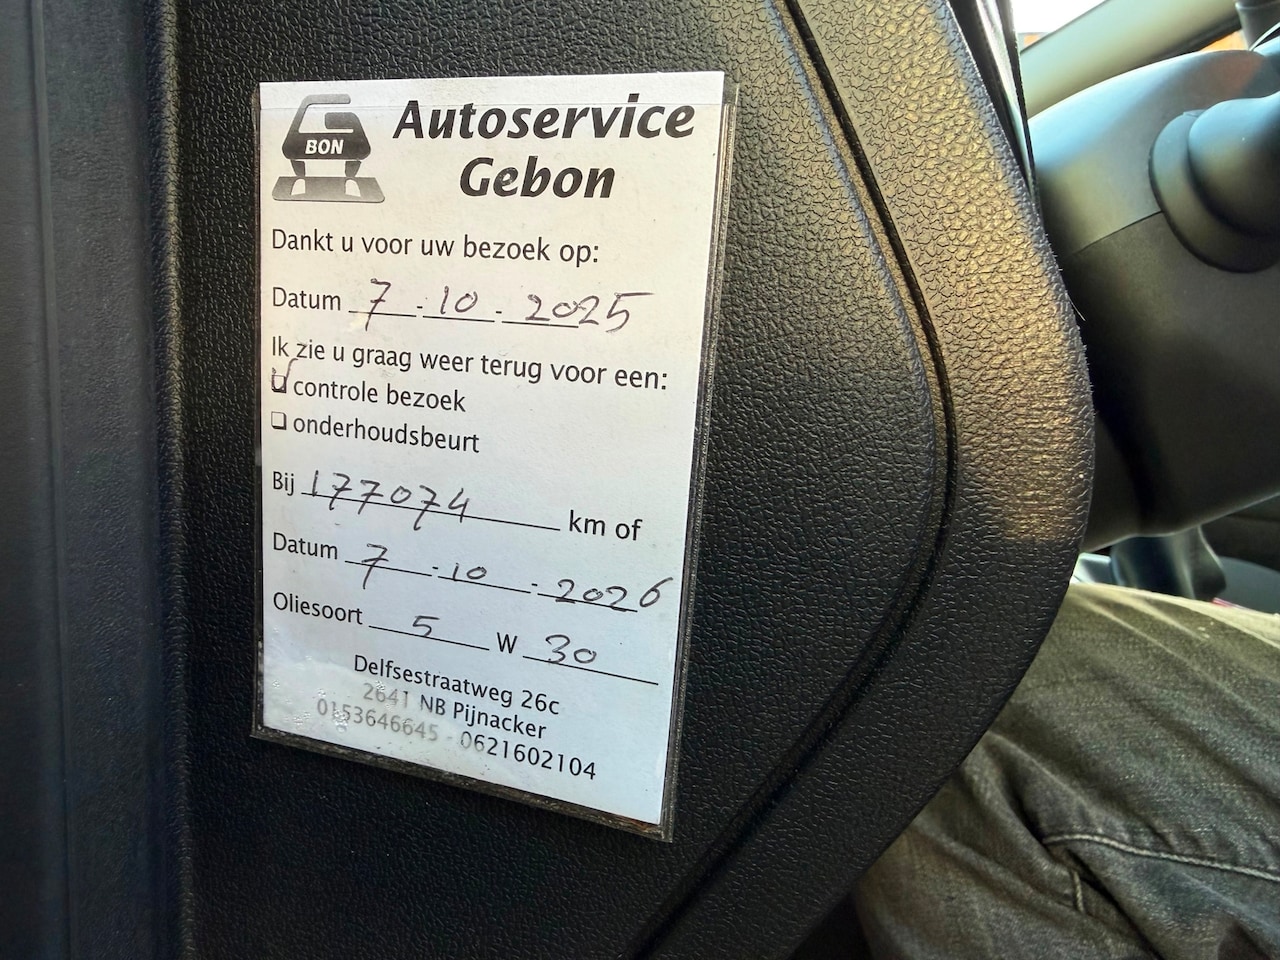 BON
Autoservice
Gebon
Dankt u voor uw bezoek op:
Datum 7 - 10 - 2025
Ik zie u graag weer terug voor een:
controle bezoek
onderhoudsbeurt
Bij 177074 km of
Datum 7 - 10 - 2026
Oliesoort 5 W 30
Delfsestraatweg 26c
2641 NB Pijnacker
0153646645 - 0621602104